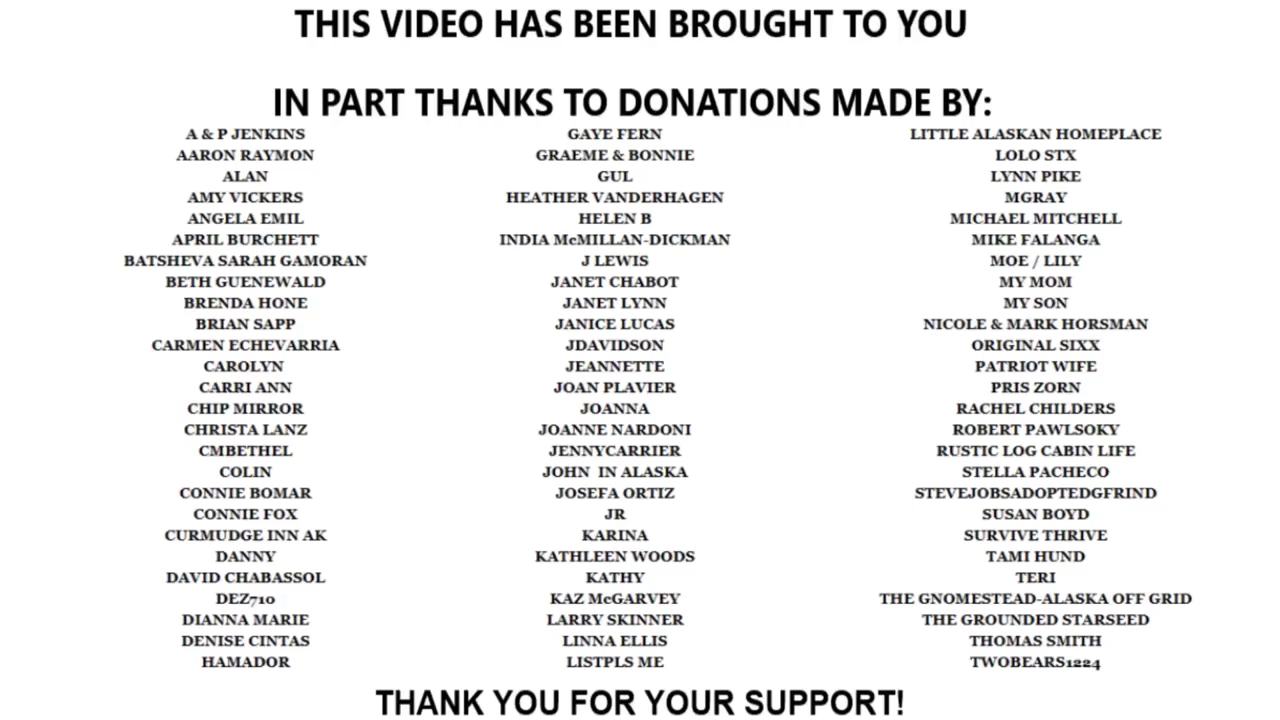 THIS VIDEO HAS BEEN BROUGHT TO YOU
IN PART THANKS TO DONATIONS MADE BY:
A & P JENKINS
AARON RAYMON
ALAN
AMY VICKERS
ANGELA EMIL
APRIL BURCHETT
BATSHEVA SARAH GAMORAN
BETH GUENEWALD
BRENDA HONE
BRIAN SAPP
CARMEN ECHEVARRIA
CAROLYN
CARRI ANN
CHIP MIRROR
CHRISTA LANZ
CMBETHEL
COLIN
CONNIE BOMAR
CONNIE FOX
CURMUDGE INN AK
DANNY
DAVID CHABASSOL
DEZ710
DIANNA MARIE
DENISE CINTAS
HAMADOR
GAYE FERN
GRAEME & BONNIE
GUL
HEATHER VANDERHAGEN
HELEN B
INDIA McMILLAN-DICKMAN
J LEWIS
JANET CHABOT
JANET LYNN
JANICE LUCAS
JDAVIDSON
JEANNETTE
JOAN PLAVIER
JOANNA
JOANNE NARDONI
JENNYCARRIER
JOHN  IN ALASKA
JOSEFA ORTIZ
JR
KARINA
KATHLEEN WOODS
KATHY
KAZ McGARVEY
LARRY SKINNER
LINNA ELLIS
LISTPLS ME
LITTLE ALASKAN HOMEPLACE
LOLO STX
LYNN PIKE
MGRAY
MICHAEL MITCHELL
MIKE FALANGA
MOE / LILY
MY MOM
MY SON
NICOLE & MARK HORSMAN
ORIGINAL SIXX
PATRIOT WIFE
PRIS ZORN
RACHEL CHILDERS
ROBERT PAWLSOKY
RUSTIC LOG CABIN LIFE
STELLA PACHECO
STEVEJOBSADOPTEDGFRIND
SUSAN BOYD
SURVIVE THRIVE
TAMI HUND
TERI
THE GNOMESTEAD-ALASKA OFF GRID
THE GROUNDED STARSEED
THOMAS SMITH
TWOBEARS1224
THANK YOU FOR YOUR SUPPORT!